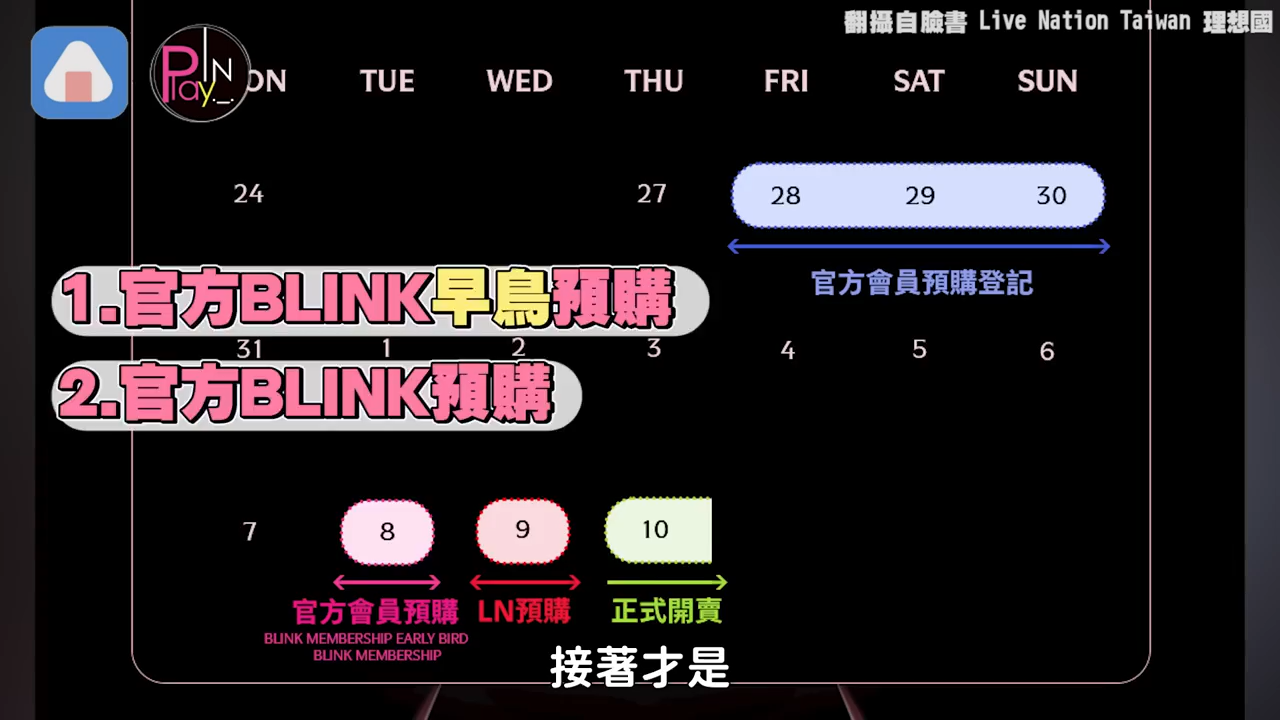 翻攝自臉書 Live Nation Taiwan 理想國
PlayIN._.
ON TUE WED THU FRI SAT SUN
24 27 28 29 30
官方會員預購登記
1.官方BLINK早鳥預購
31 1 2 3 4 5 6
2.官方BLINK預購
7 8 9 10
官方會員預購 LN預購 正式開賣
BLINK MEMBERSHIP EARLY BIRD
BLINK MEMBERSHIP
接著才是